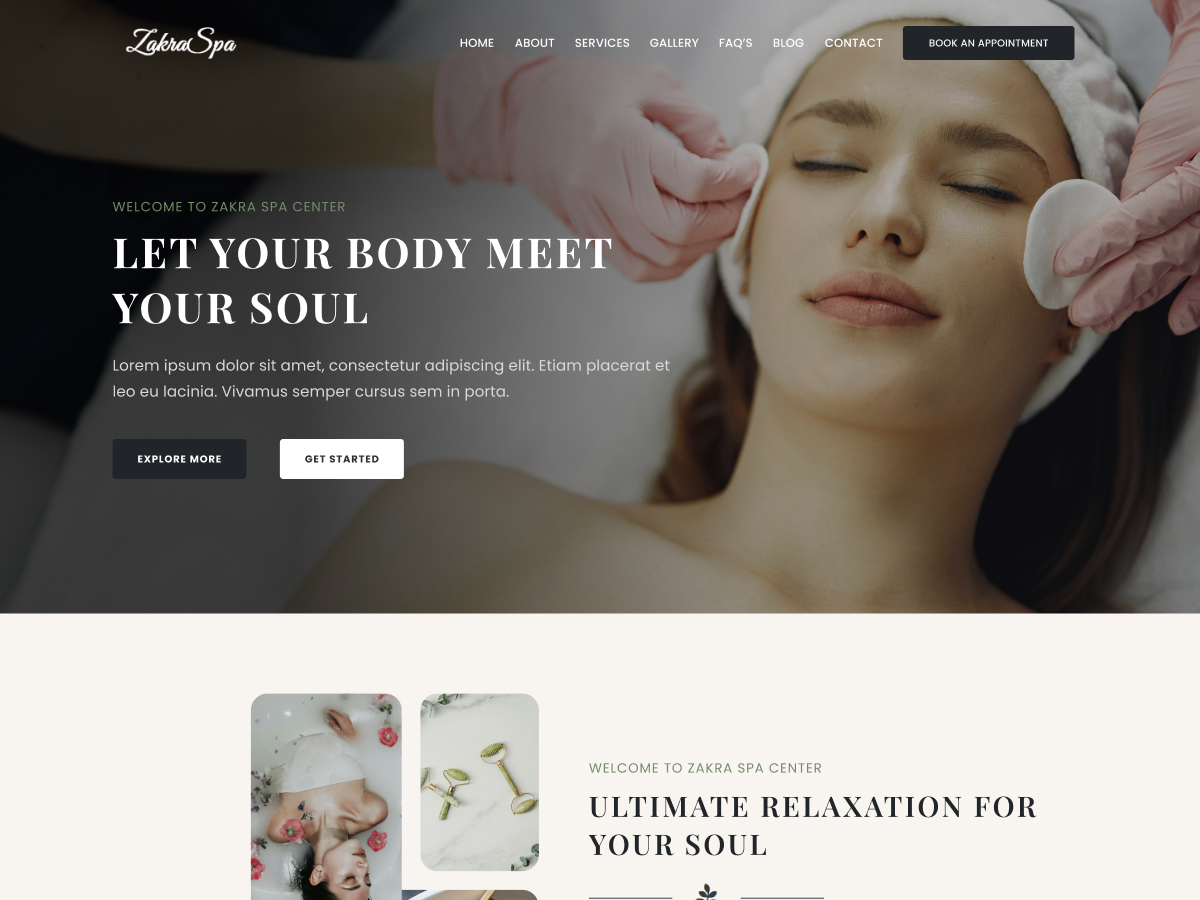 ZakraSpa
HOME ABOUT SERVICES GALLERY FAQ'S BLOG CONTACT BOOK AN APPOINTMENT
WELCOME TO ZAKRA SPA CENTER
LET YOUR BODY MEET
YOUR SOUL
Lorem ipsum dolor sit amet, consectetur adipiscing elit. Etiam placerat et
leo eu lacinia. Vivamus semper cursus sem in porta.
EXPLORE MORE GET STARTED
WELCOME TO ZAKRA SPA CENTER
ULTIMATE RELAXATION FOR
YOUR SOUL